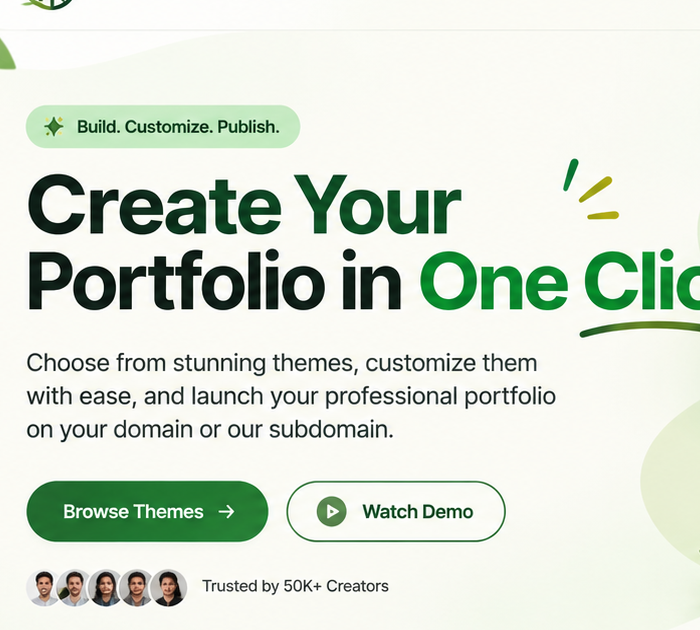 Build. Customize. Publish.
Create Your
Portfolio in One Clic
Choose from stunning themes, customize them
with ease, and launch your professional portfolio
on your domain or our subdomain.
Browse Themes →
Watch Demo
Trusted by 50K+ Creators